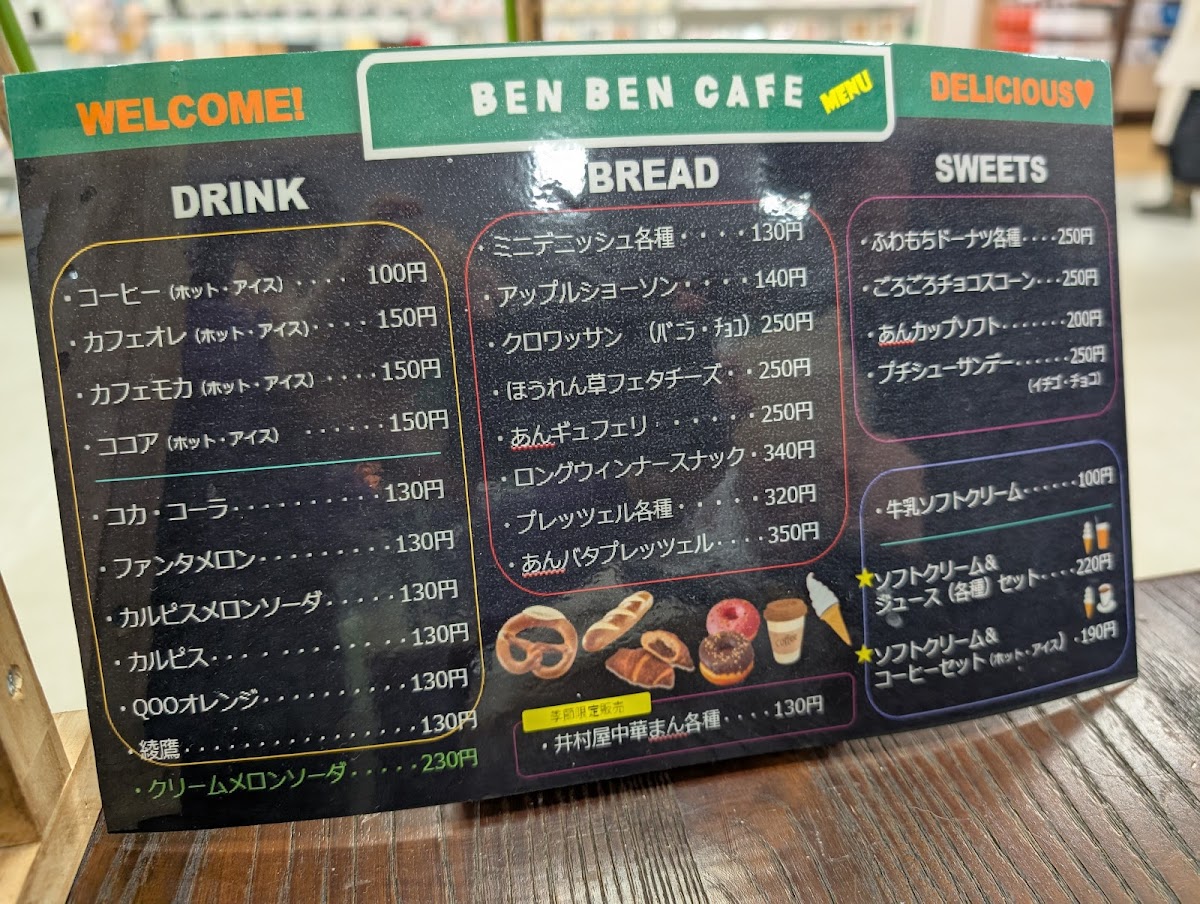 WELCOME!
BEN BEN CAFE
MENU
DELICIOUS♥
DRINK
・コーヒー（ホット・アイス）････ 100円
・カフェオレ（ホット・アイス）････ 150円
・カフェモカ（ホット・アイス）････ 150円
・ココア（ホット・アイス） ･･････ 150円
・コカ・コーラ･････････ 130円
・ファンタメロン････････ 130円
・カルピスメロンソーダ･････ 130円
・カルピス････････････ 130円
・QOOオレンジ･････････ 130円
・綾鷹･･････････････ 130円
・クリームメロンソーダ･････230円
BREAD
・ミニデニッシュ各種････130円
・アップルショーソン････140円
・クロワッサン （ﾊﾞﾆﾗ・ﾁｮｺ）250円
・ほうれん草フェタチーズ･･250円
・あんギュフェリ･･････250円
・ロングウィンナースナック･340円
・プレッツェル各種･････320円
・あんバタプレッツェル････350円
coffee
季節限定販売
・井村屋中華まん各種････130円
SWEETS
・ふわもちドーナツ各種････250円
・ごろごろチョコスコーン･･･250円
・あんカップソフト･･･････200円
・プチシューサンデー･･････250円
（イチゴ・チョコ）
・牛乳ソフトクリーム･･････100円
★ソフトクリーム＆
ジュース（各種）セット････220円
★ソフトクリーム＆
コーヒーセット（ホット・アイス）･190円